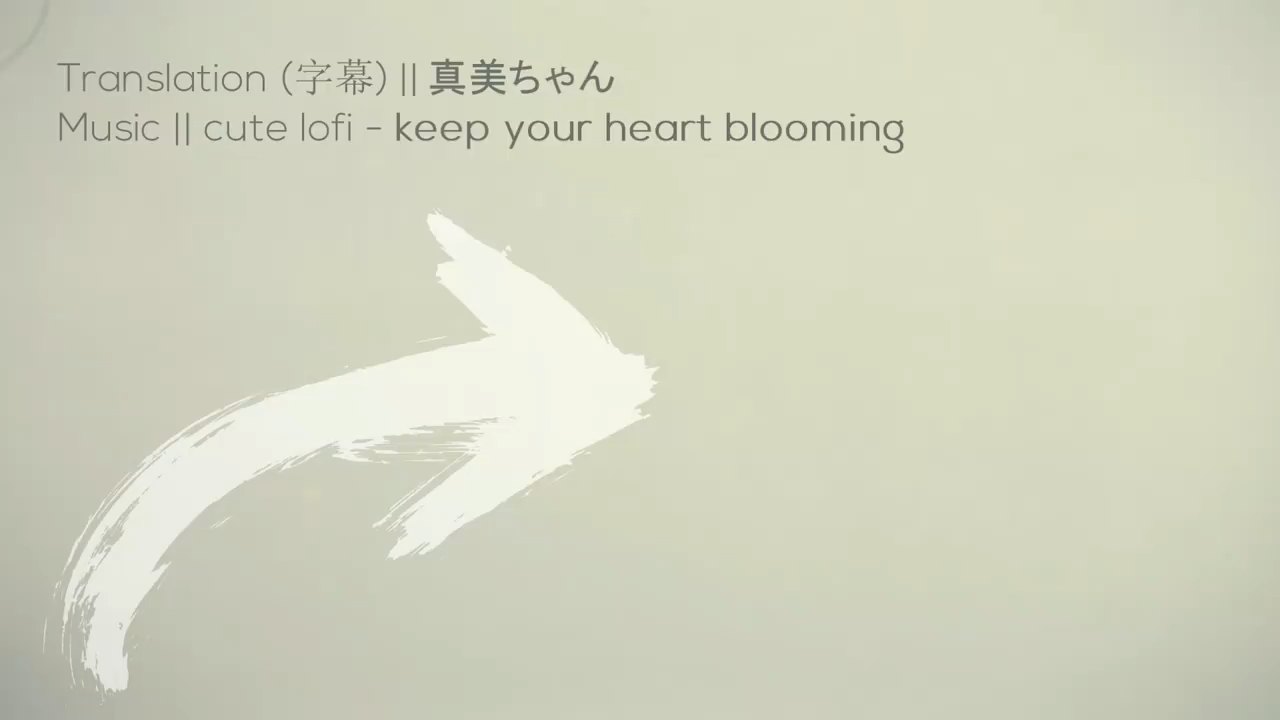 Translation (字幕) || 真美ちゃん
Music || cute lofi - keep your heart blooming